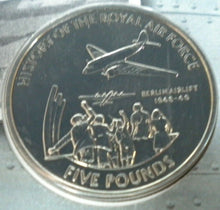 HISTORY OF THE ROYAL AIR FORCE
BERLIN AIRLIFT
1948-49
FIVE POUNDS